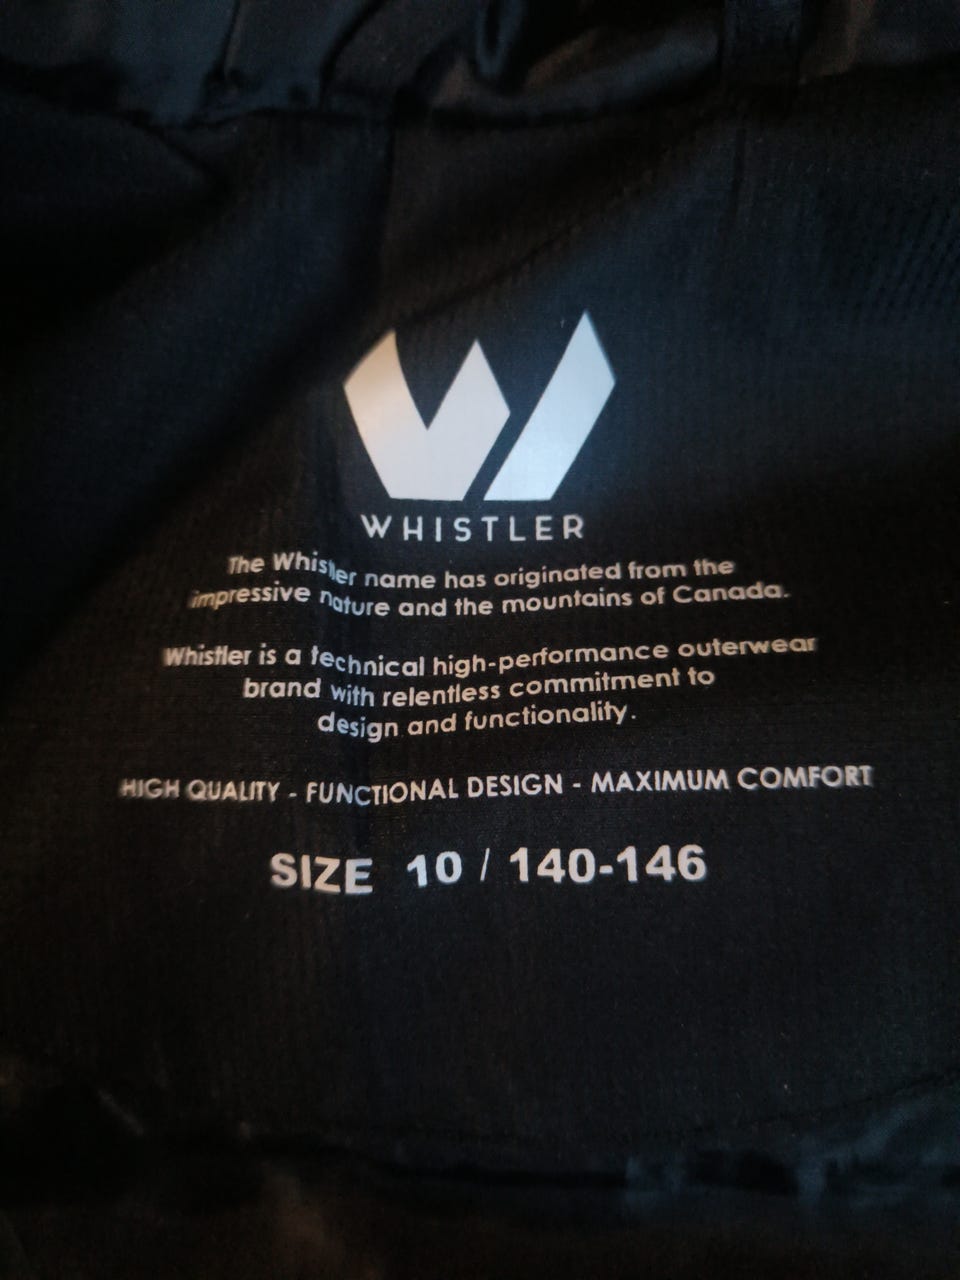 WHISTLER
The Whistler name has originated from the
impressive nature and the mountains of Canada.
Whistler is a technical high-performance outerwear
brand with relentless commitment to
design and functionality.
HIGH QUALITY - FUNCTIONAL DESIGN - MAXIMUM COMFORT
SIZE 10 / 140-146